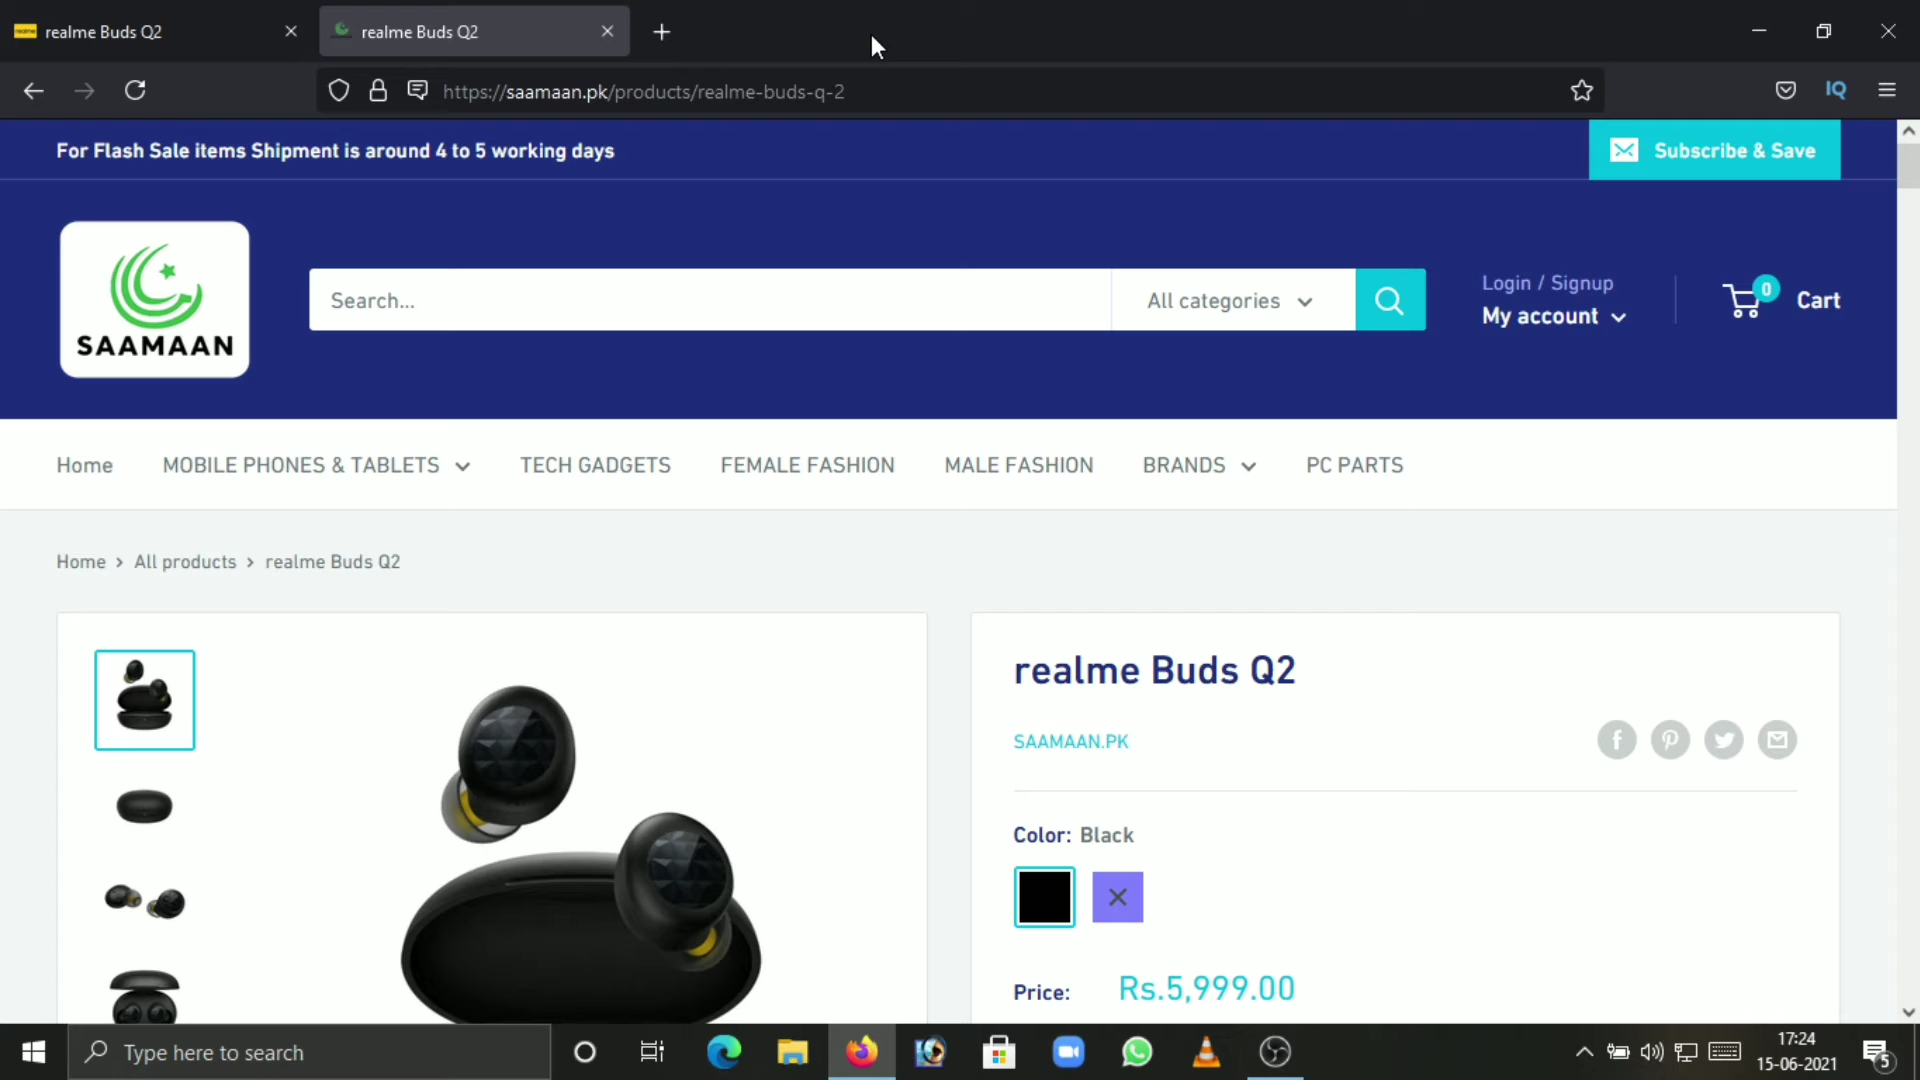 realme Buds Q2
realme Buds Q2
https://saamaan.pk/products/realme-buds-q-2
IQ
For Flash Sale items Shipment is around 4 to 5 working days
Subscribe & Save
SAAMAAN
Search...
All categories
Login / Signup
My account
0
Cart
Home
MOBILE PHONES & TABLETS
TECH GADGETS
FEMALE FASHION
MALE FASHION
BRANDS
PC PARTS
Home > All products > realme Buds Q2
realme Buds Q2
SAAMAAN.PK
Color: Black
Price: Rs.5,999.00
Type here to search
17:24
15-06-2021
5